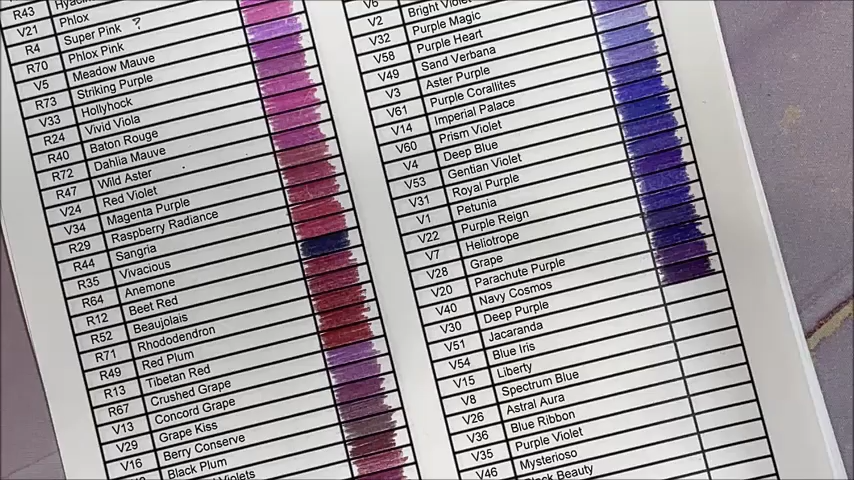 R43
V21 Phlox
R4 Super Pink ?
R70 Phlox Pink
V5 Meadow Mauve
R73 Striking Purple
V33 Hollyhock
R24 Vivid Viola
R40 Baton Rouge
R72 Dahlia Mauve
R47 Wild Aster
V24 Red Violet
V34 Magenta Purple
R29 Raspberry Radiance
R44 Sangria
R35 Vivacious
R64 Anemone
R12 Beet Red
R52 Beaujolais
R71 Rhododendron
R49 Red Plum
R13 Tibetan Red
R67 Crushed Grape
V13 Concord Grape
V29 Grape Kiss
V16 Berry Conserve
Black Plum
V6
V2 Bright Violet
V32 Purple Magic
V58 Purple Heart
V49 Sand Verbana
V3 Aster Purple
V61 Purple Corallites
V14 Imperial Palace
V60 Prism Violet
V4 Deep Blue
V53 Gentian Violet
V31 Royal Purple
V1 Petunia
V22 Purple Reign
V7 Heliotrope
V28 Grape
V20 Parachute Purple
V40 Navy Cosmos
V30 Deep Purple
V51 Jacaranda
V54 Blue Iris
V15 Liberty
V8 Spectrum Blue
V26 Astral Aura
V36 Blue Ribbon
V35 Purple Violet
V46 Mysterioso
Black Beauty